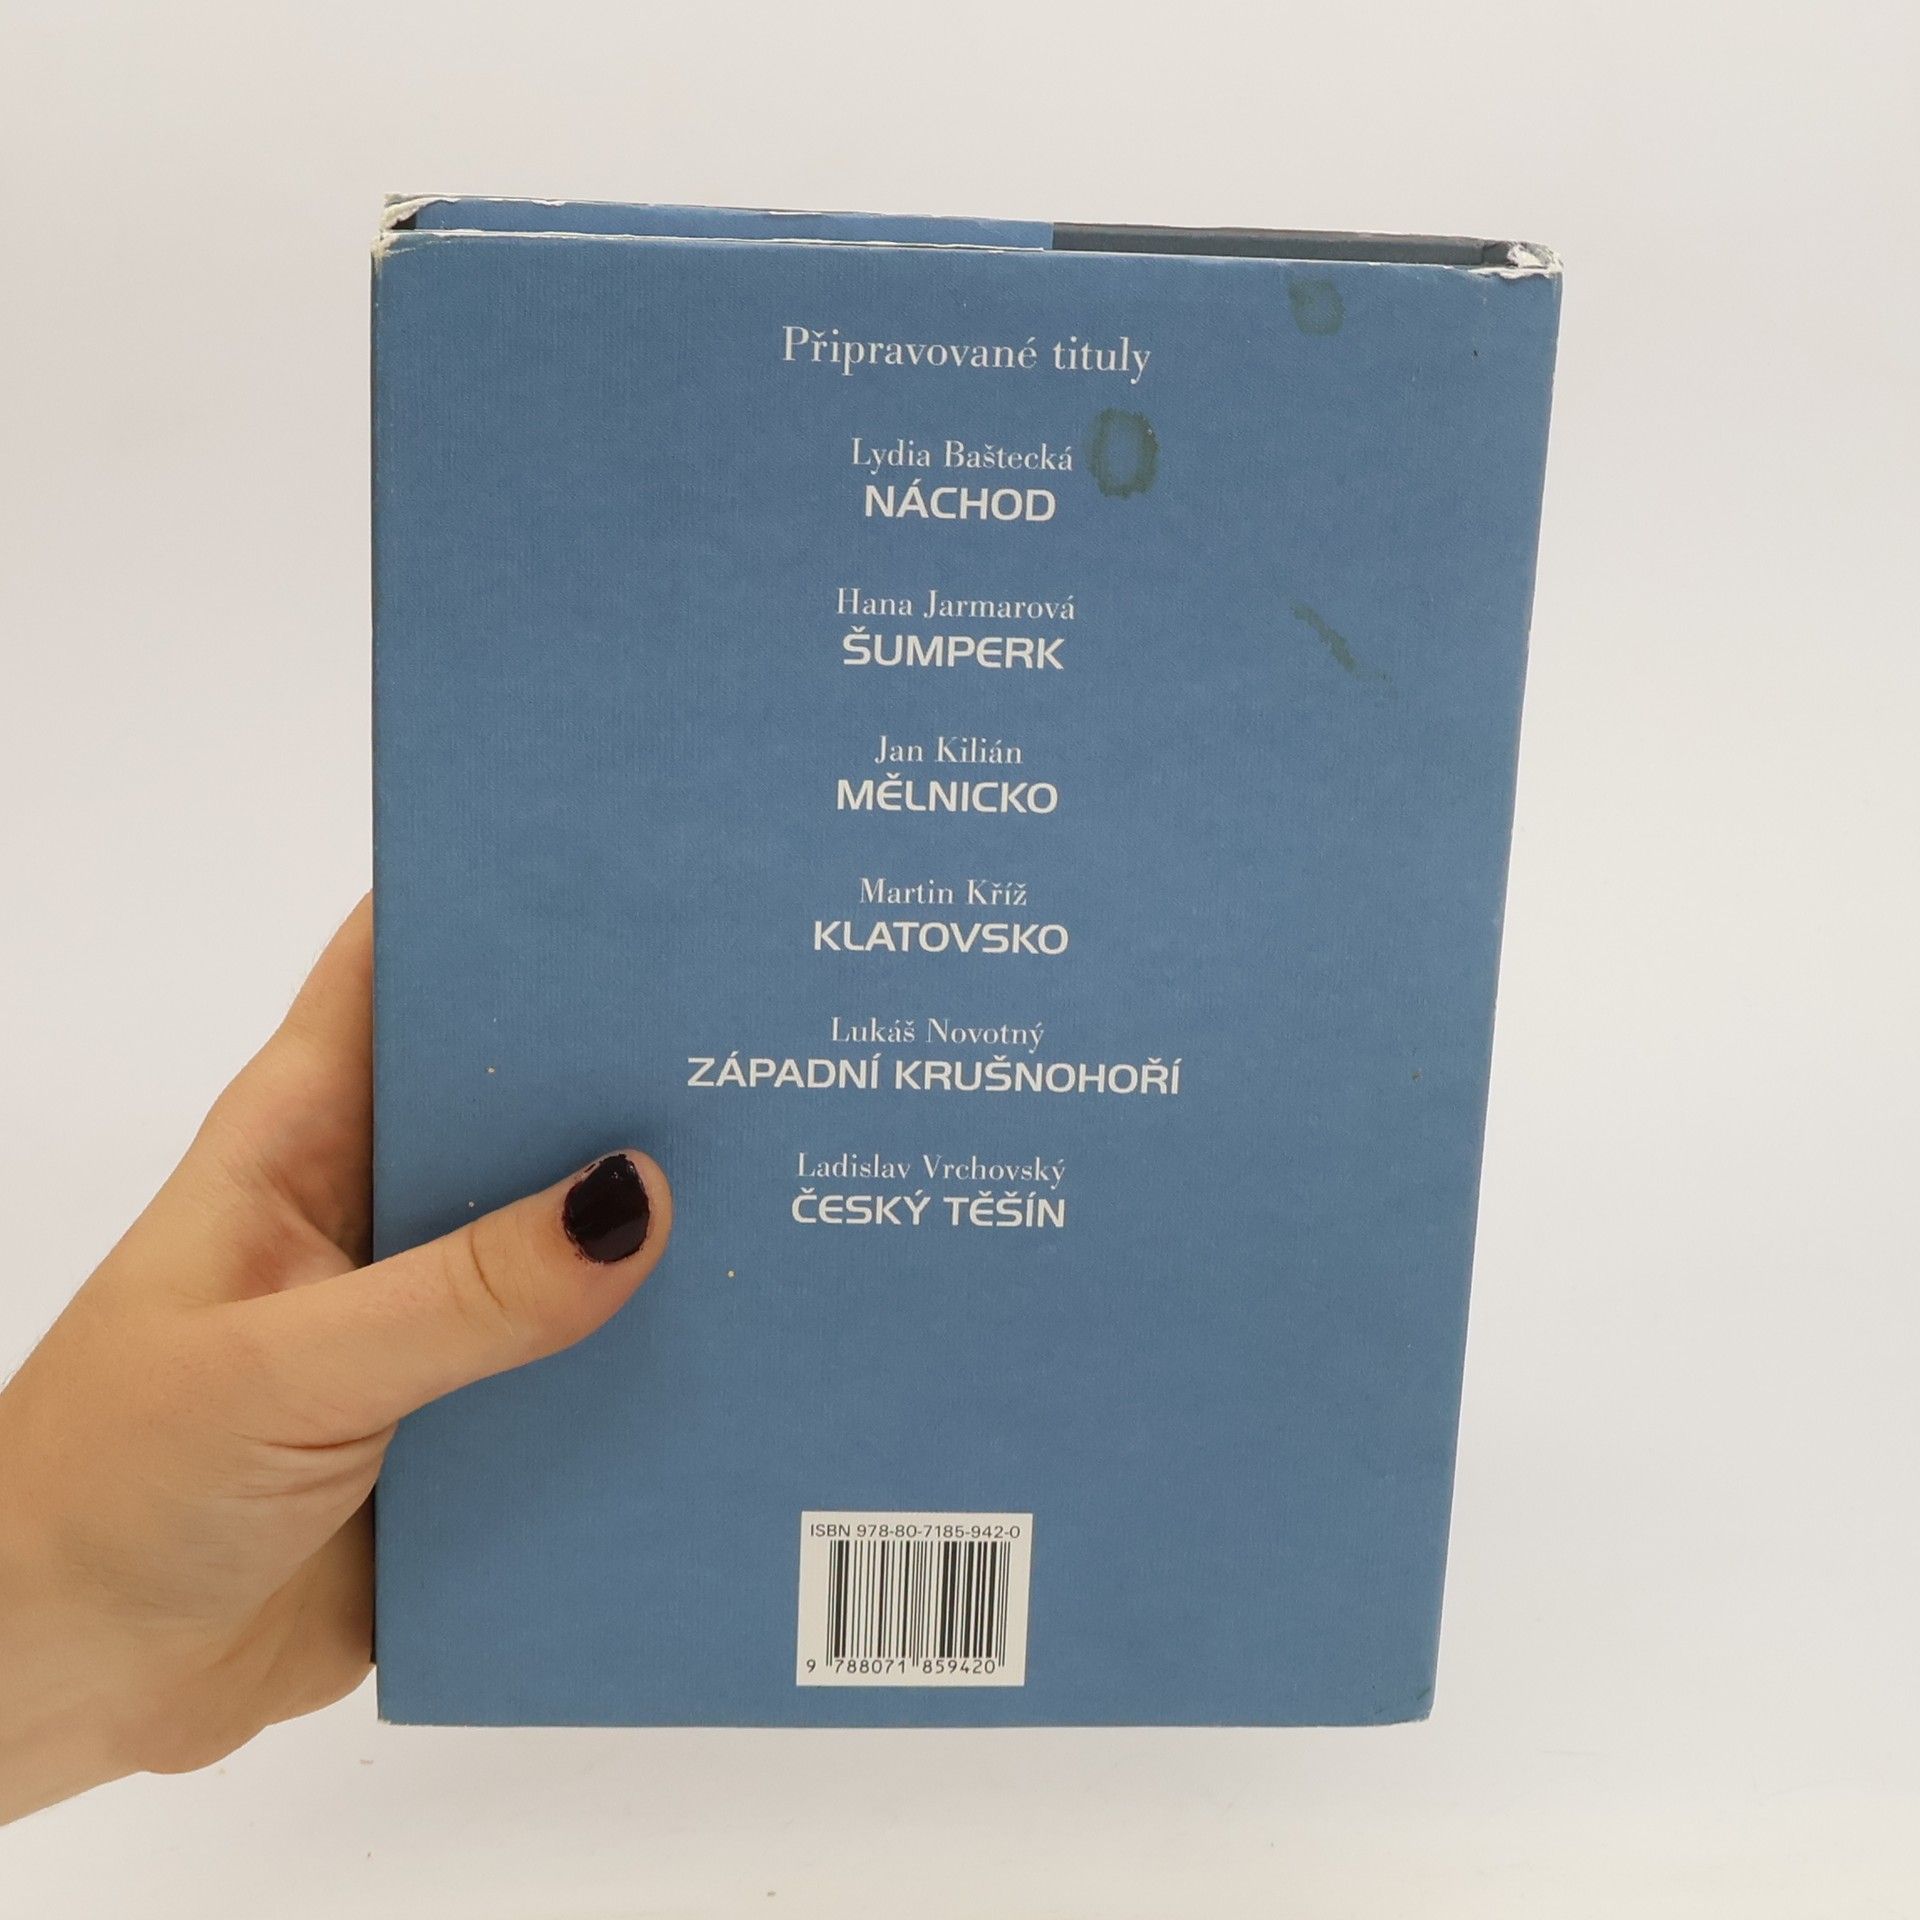 Připravované tituly
Lydia Baštecká
NÁCHOD
Hana Jarmarová
ŠUMPERK
Jan Kilián
MĚLNICKO
Martin Kříž
KLATOVSKO
Lukáš Novotný
ZÁPADNÍ KRUŠNOHOŘÍ
Ladislav Vrchovský
ČESKÝ TĚŠÍN
ISBN 978-80-7185-942-0
9 788071 859420